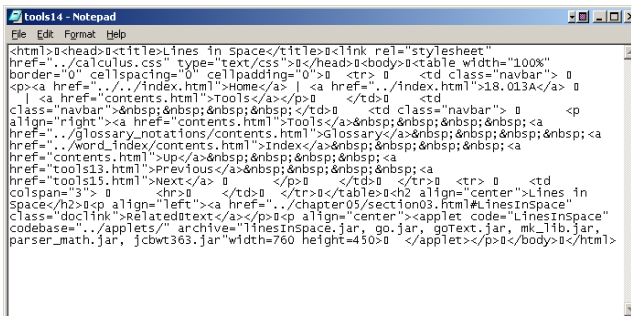 tools14 - Notepad
File Edit Format Help
<html>▯<head>▯<title>Lines in Space</title>▯<link rel="stylesheet"
href="../calculus.css" type="text/css">▯</head>▯<body>▯<table width="100%"
border="0" cellspacing="0" cellpadding="0">▯ <tr> ▯ <td class="navbar"> ▯
<p><a href="../../index.html">Home</a> | <a href="../index.html">18.013A</a> ▯
| <a href="contents.html">Tools</a></p>▯ </td>▯ <td
class="navbar">&nbsp;&nbsp;&nbsp;</td>▯ <td class="navbar"> ▯ <p
align="right"><a href="contents.html">Tools</a>&nbsp;&nbsp;&nbsp;&nbsp;<a
href="../glossary_notations/contents.html">Glossary</a>&nbsp;&nbsp;&nbsp;&nbsp;<a
href="../word_index/contents.html">Index</a>&nbsp;&nbsp;&nbsp;&nbsp;<a
href="contents.html">Up</a>&nbsp;&nbsp;&nbsp;&nbsp;<a
href="tools13.html">Previous</a>&nbsp;&nbsp;&nbsp;&nbsp;<a
href="tools15.html">Next</a> ▯ </p>▯ </td>▯ </tr>▯ <tr> ▯ <td
colspan="3"> ▯ <hr>▯ </td>▯ </tr>▯</table>▯<h2 align="center">Lines in
Space</h2>▯<p align="left"><a href="../chapter05/section03.html#LinesInSpace"
class="doclink">Related▯text</a></p>▯<p align="center"><applet code="LinesInSpace"
codebase="../applets/" archive="linesInSpace.jar, go.jar, goText.jar, mk_lib.jar,
parser_math.jar, jcbwt363.jar"width=760 height=450>▯ </applet></p>▯</body>▯</html>